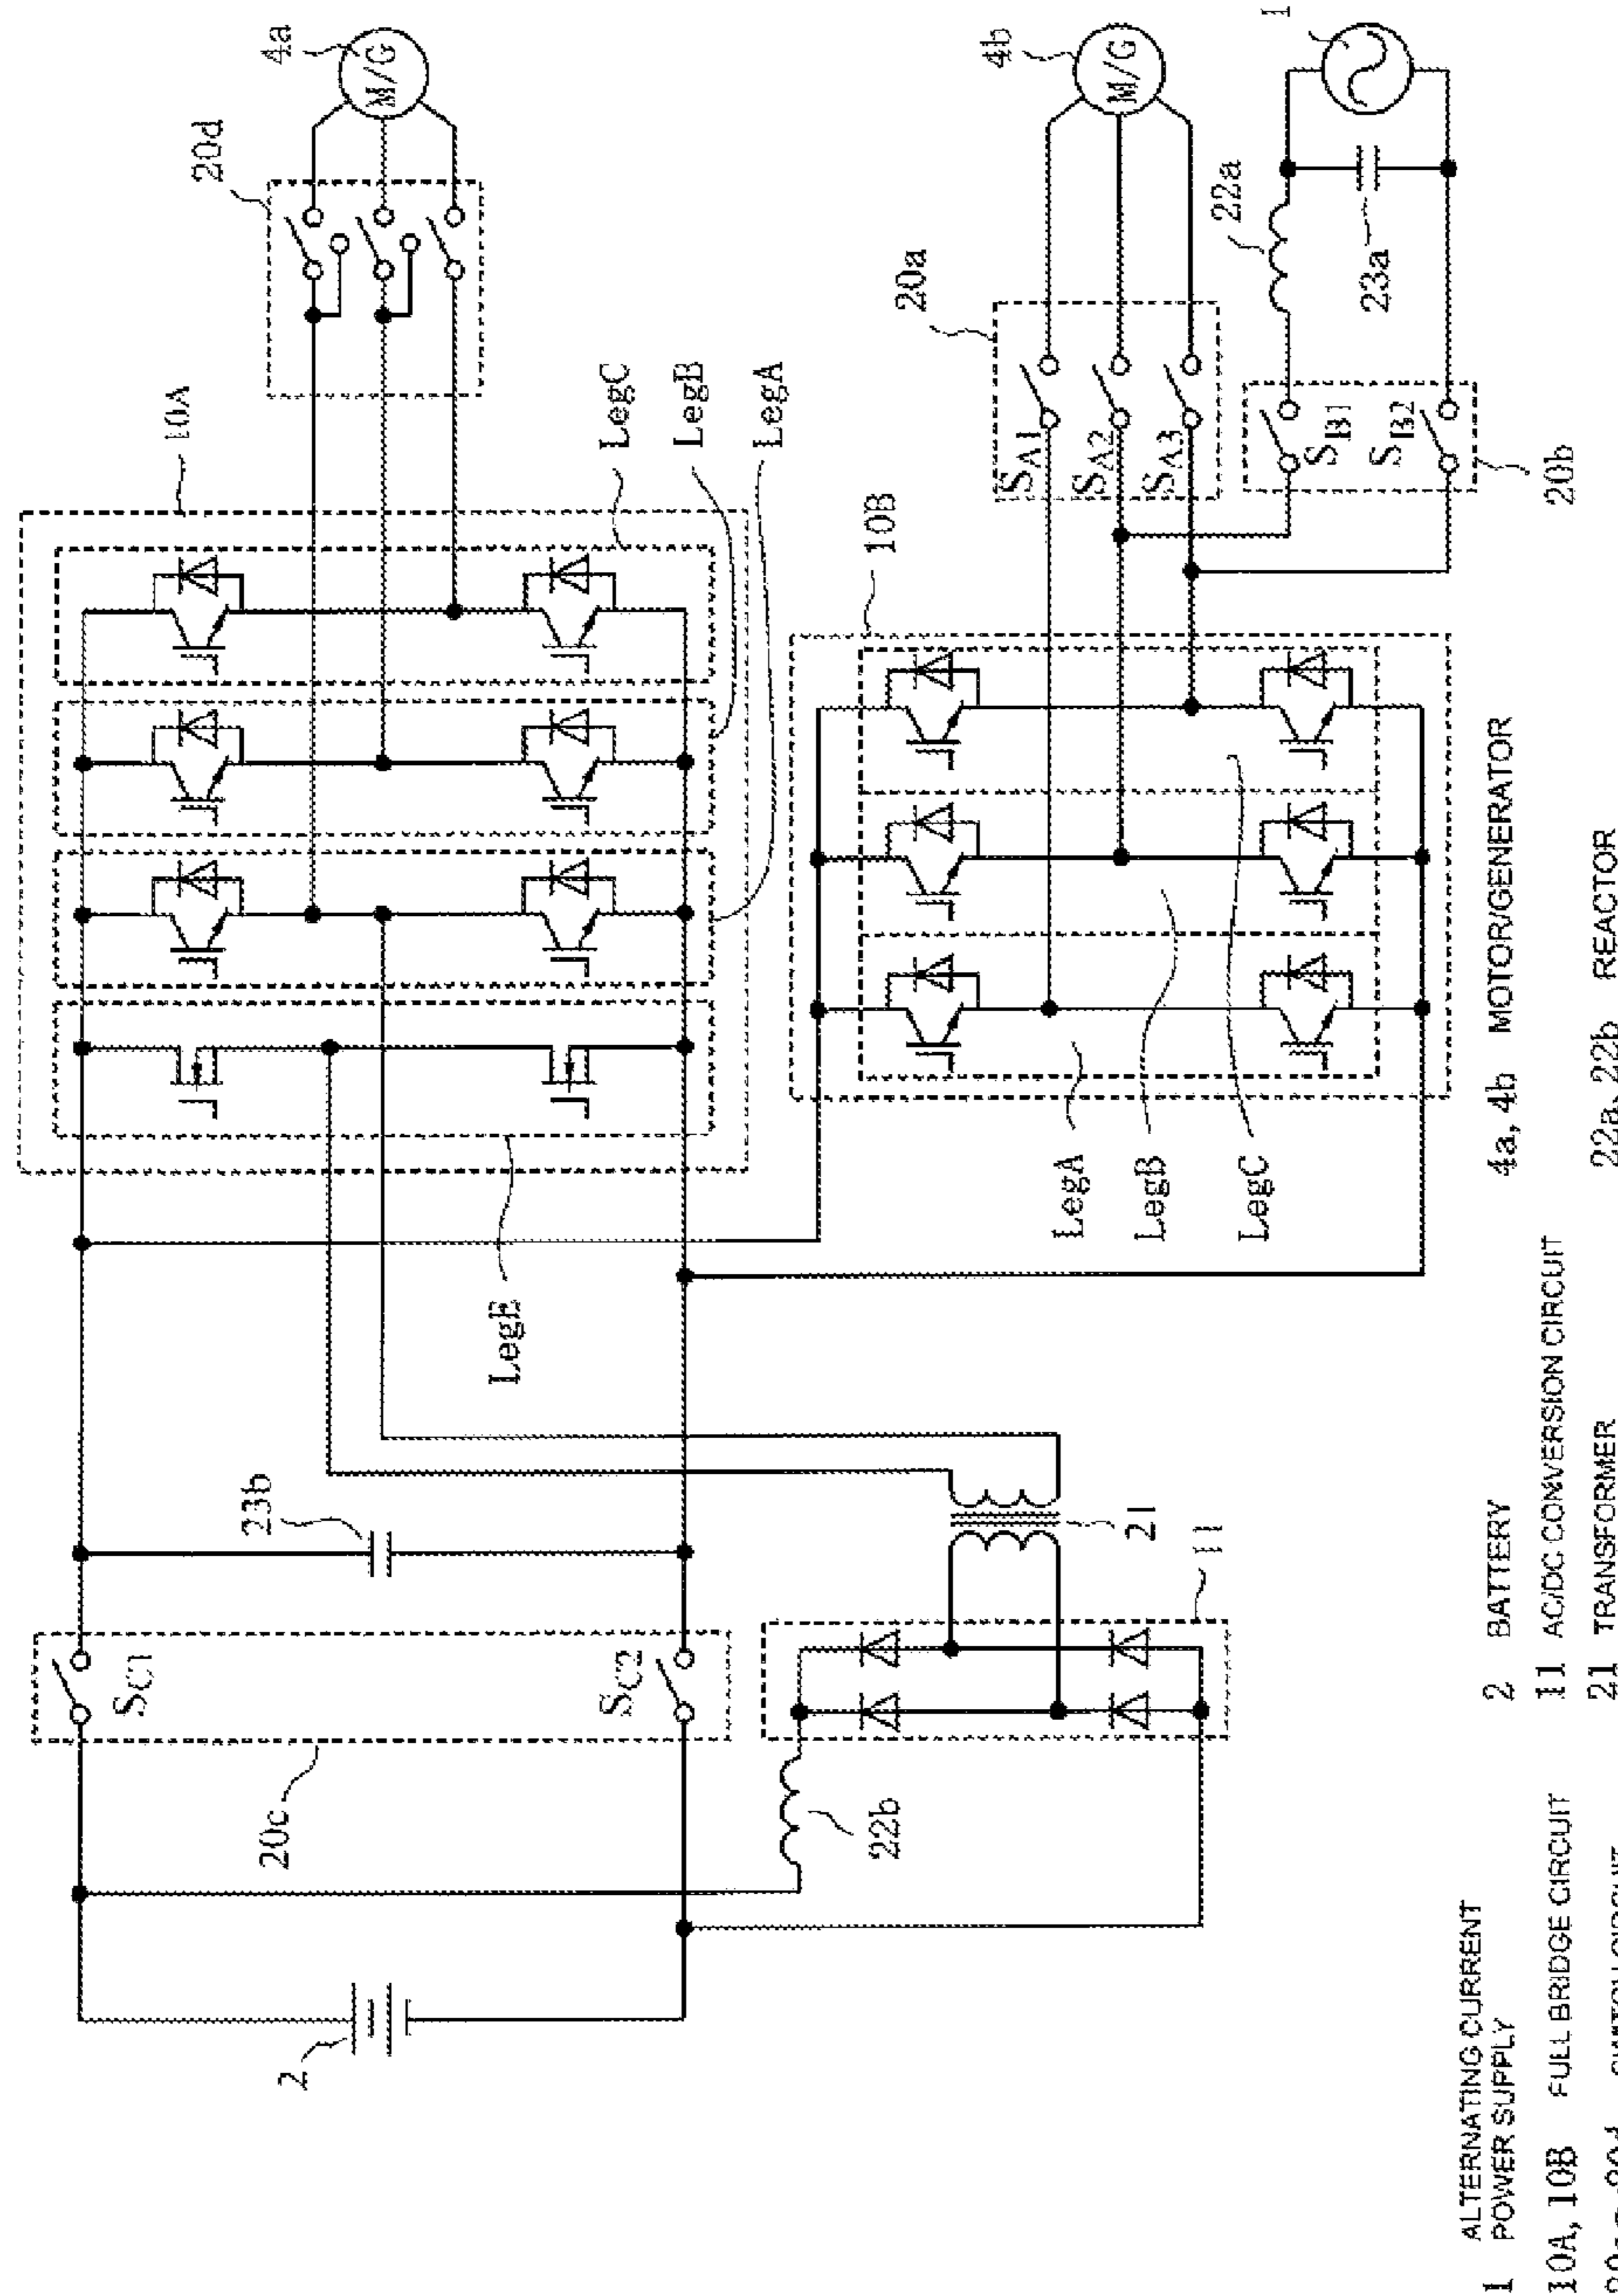 10A
20d
4a
23b
20c
2
SC1
LegE
LegC
LegB
LegA
SC2
22b
21
11
10B
20a
4b
M/G
M/G
SA1
SA2
SA3
22a
23a
1
SB1
SB2
20b
LegA
LegB
LegC
1 ALTERNATING CURRENT
POWER SUPPLY
2 BATTERY
4a, 4b MOTOR/GENERATOR
10A, 10B FULL BRIDGE CIRCUIT
11 AC/DC CONVERSION CIRCUIT
21 TRANSFORMER
22a, 22b REACTOR